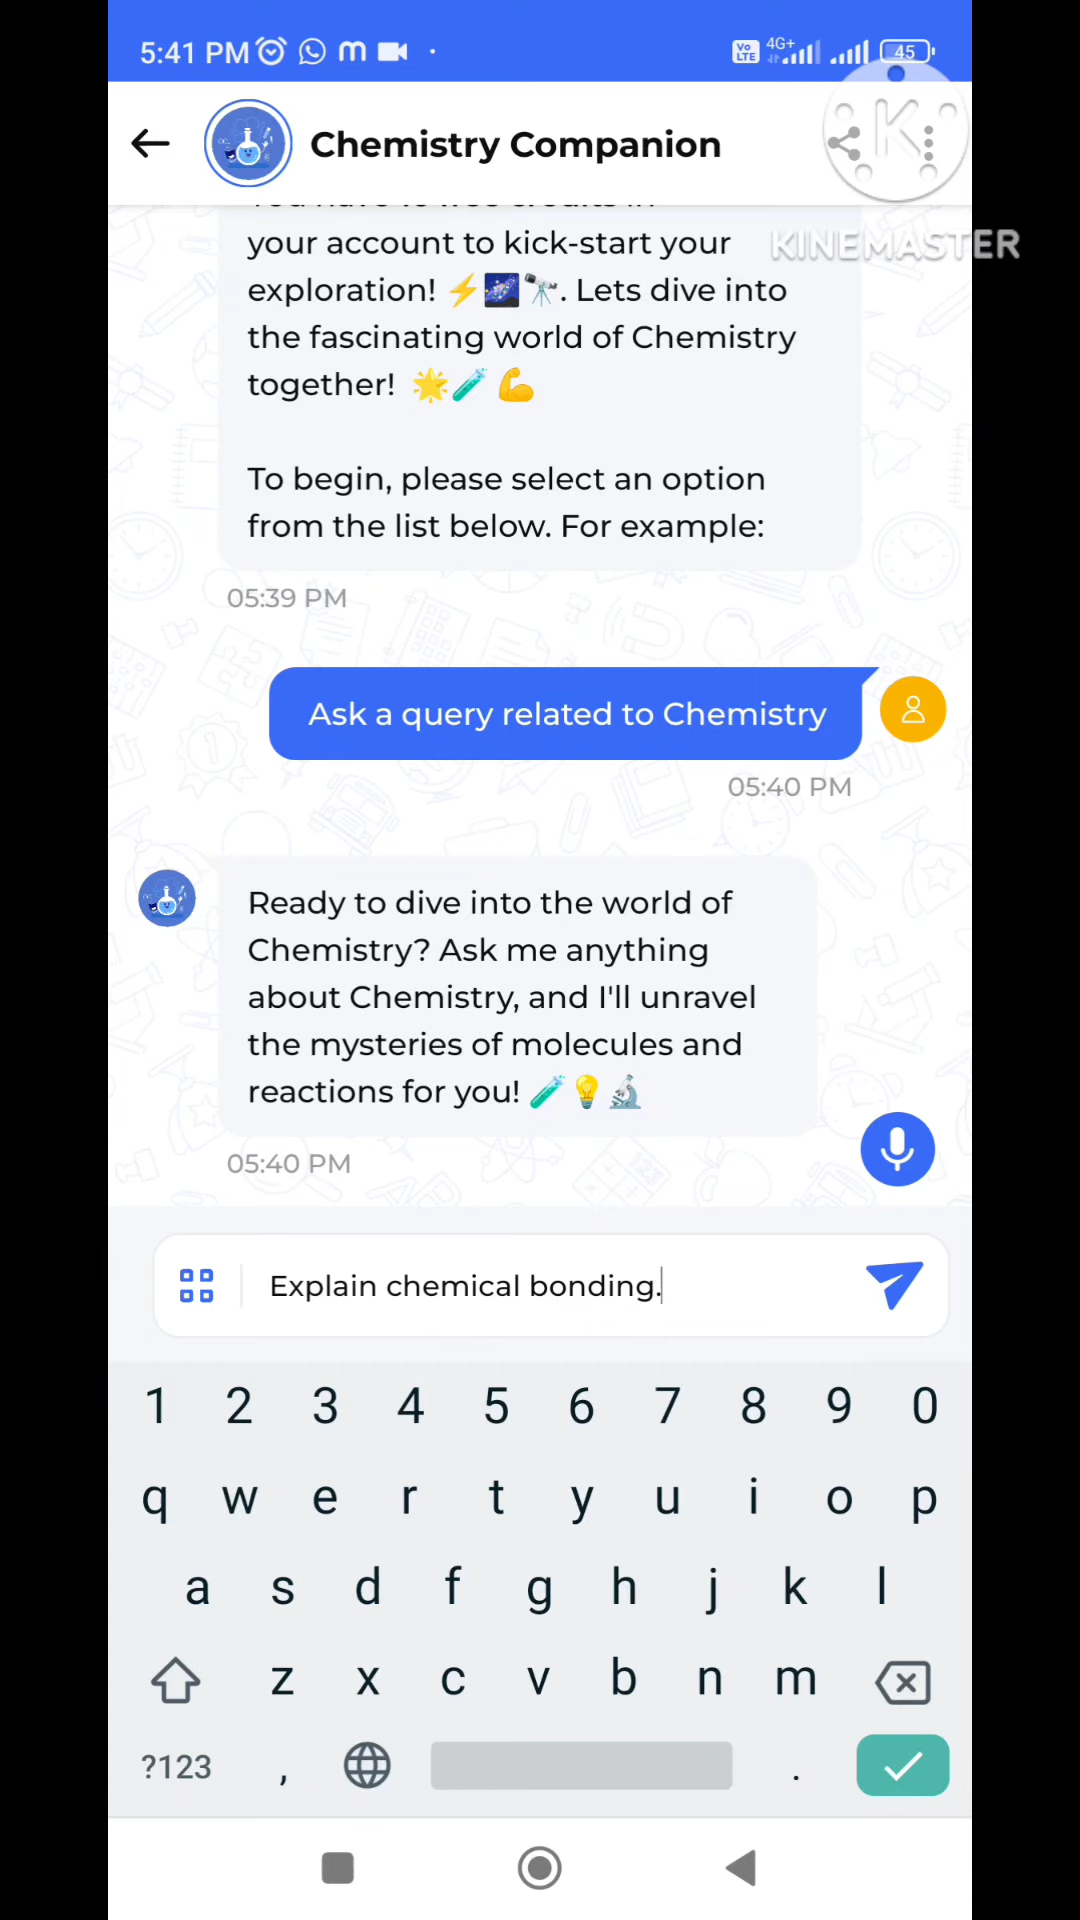 5:41 PM
Vo LTE 4G+ 45
Chemistry Companion
K
KINEMASTER
your account to kick-start your
exploration! ⚡🌌🔭. Lets dive into
the fascinating world of Chemistry
together! 🌟🧪💪
To begin, please select an option
from the list below. For example:
05:39 PM
Ask a query related to Chemistry
05:40 PM
Ready to dive into the world of
Chemistry? Ask me anything
about Chemistry, and I'll unravel
the mysteries of molecules and
reactions for you! 🧪💡🔬
05:40 PM
Explain chemical bonding.
1 2 3 4 5 6 7 8 9 0
q w e r t y u i o p
a s d f g h j k l
z x c v b n m
?123 , .